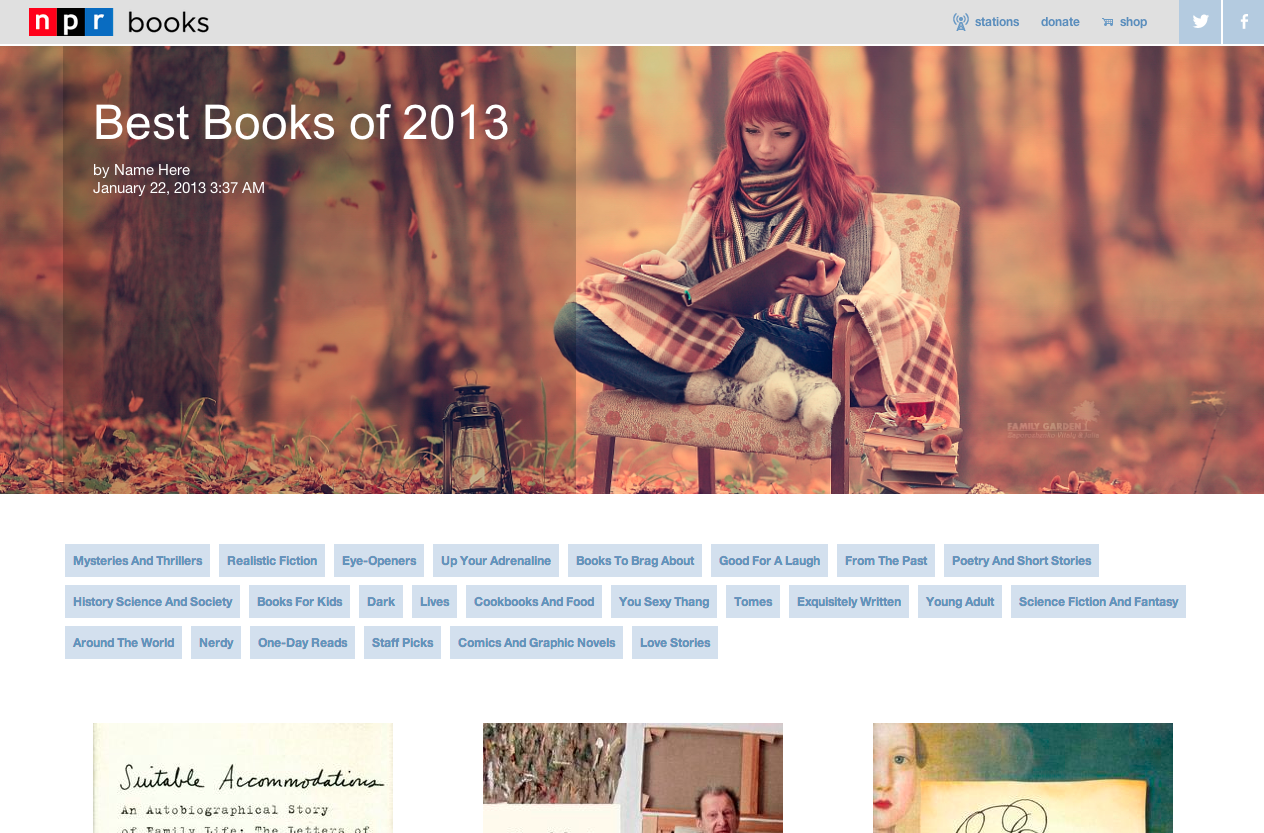 npr books
stations donate shop
Best Books of 2013
by Name Here
January 22, 2013 3:37 AM
FAMILY GARDEN
Mysteries And Thrillers Realistic Fiction Eye-Openers Up Your Adrenaline Books To Brag About Good For A Laugh From The Past Poetry And Short Stories
History Science And Society Books For Kids Dark Lives Cookbooks And Food You Sexy Thang Tomes Exquisitely Written Young Adult Science Fiction And Fantasy
Around The World Nerdy One-Day Reads Staff Picks Comics And Graphic Novels Love Stories
Suitable Accommodations
An Autobiographical Story
of Family Life: The Letters of